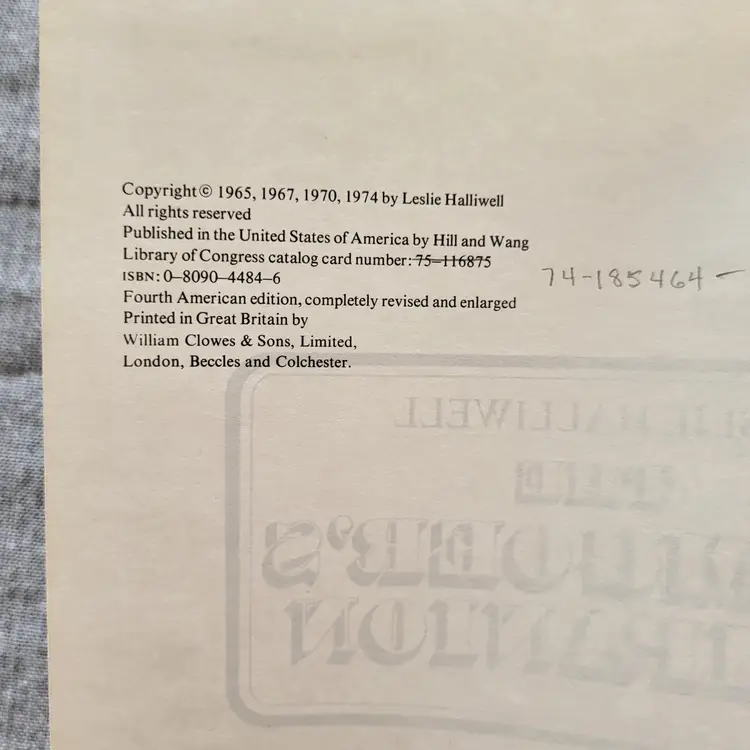 Copyright © 1965, 1967, 1970, 1974 by Leslie Halliwell
All rights reserved
Published in the United States of America by Hill and Wang
Library of Congress catalog card number: 75–116875
74-185464-
ISBN: 0–8090–4484–6
Fourth American edition, completely revised and enlarged
Printed in Great Britain by
William Clowes & Sons, Limited,
London, Beccles and Colchester.
HALLIWELL
THE